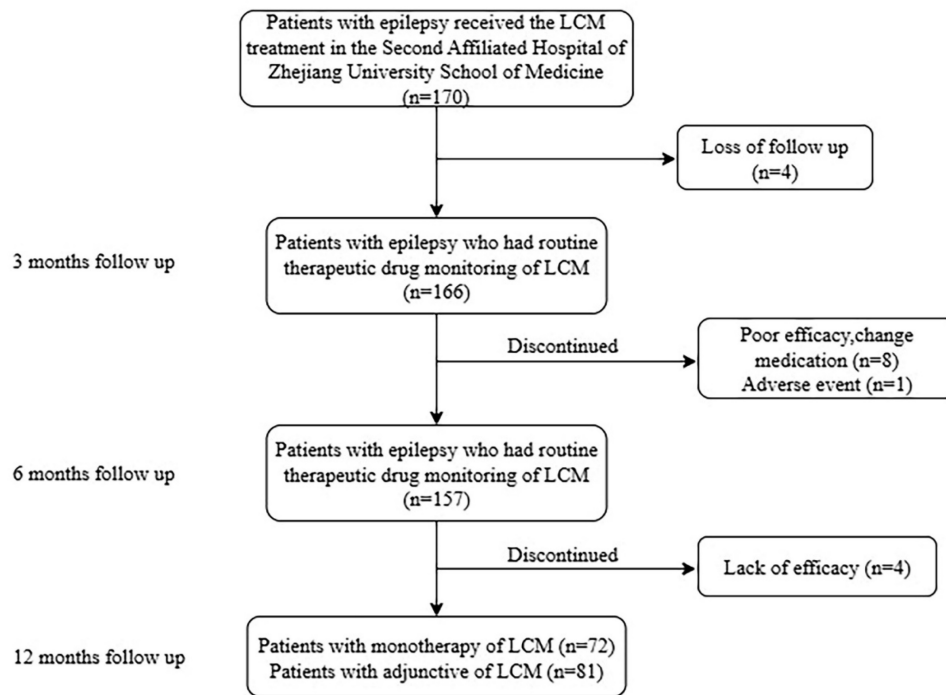 Patients with epilepsy received the LCM
treatment in the Second Affiliated Hospital of
Zhejiang University School of Medicine
(n=170)
Loss of follow up
(n=4)
3 months follow up
Patients with epilepsy who had routine
therapeutic drug monitoring of LCM
(n=166)
Discontinued
Poor efficacy,change
medication (n=8)
Adverse event (n=1)
6 months follow up
Patients with epilepsy who had routine
therapeutic drug monitoring of LCM
(n=157)
Discontinued
Lack of efficacy (n=4)
12 months follow up
Patients with monotherapy of LCM (n=72)
Patients with adjunctive of LCM (n=81)